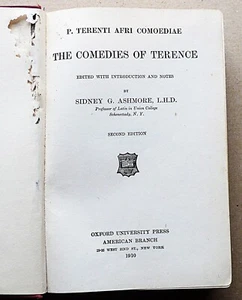 P. TERENTI AFRI COMOEDIAE
THE COMEDIES OF TERENCE
EDITED WITH INTRODUCTION AND NOTES
BY
SIDNEY G. ASHMORE, L.H.D.
Professor of Latin in Union College
Schenectady, N. Y.
SECOND EDITION
OXFORD UNIVERSITY PRESS
AMERICAN BRANCH
WEST 32ND ST., NEW YORK
1910